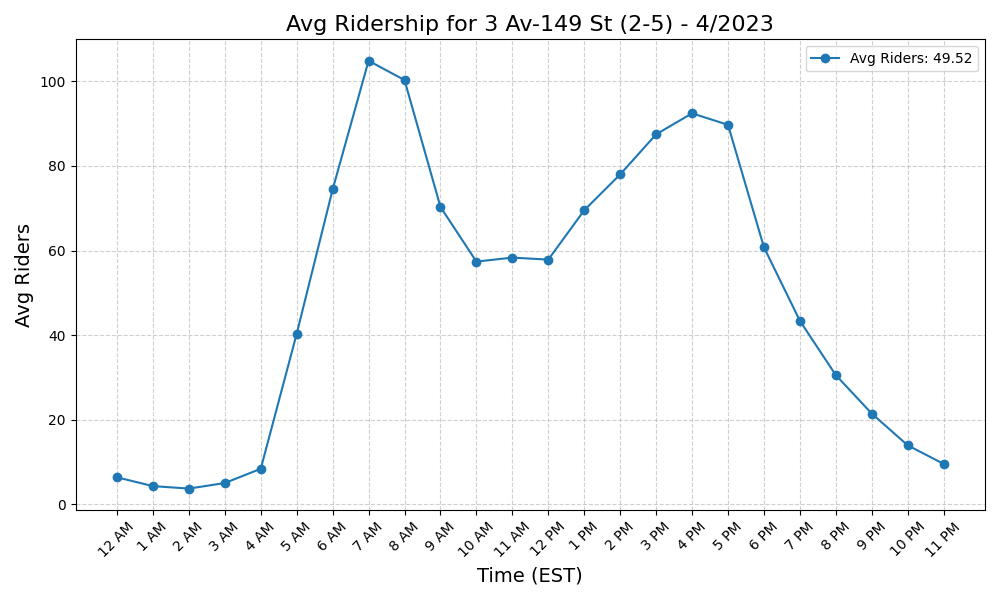 Avg Ridership for 3 Av-149 St (2-5) - 4/2023
Avg Riders: 49.52
Avg Riders
100
80
60
40
20
0
12 AM
1 AM
2 AM
3 AM
4 AM
5 AM
6 AM
7 AM
8 AM
9 AM
10 AM
11 AM
12 PM
1 PM
2 PM
3 PM
4 PM
5 PM
6 PM
7 PM
8 PM
9 PM
10 PM
11 PM
Time (EST)